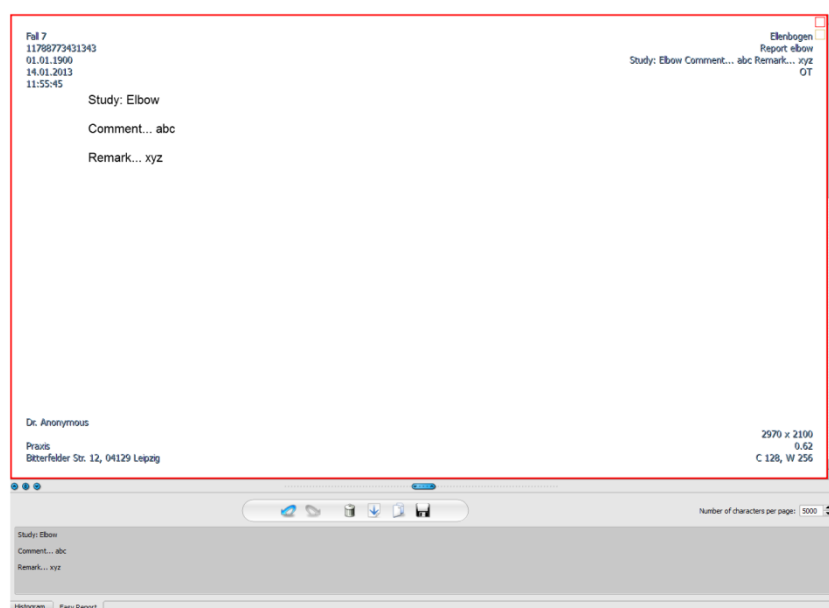 Fall 7
11788773431343
01.01.1900
14.01.2013
11:55:45
Ellenbogen
Report elbow
Study: Elbow Comment... abc Remark... xyz
OT
Study: Elbow
Comment... abc
Remark... xyz
Dr. Anonymous
Praxis
Bitterfelder Str. 12, 04129 Leipzig
2970 x 2100
0.62
C 128, W 256
Number of characters per page: 5000
Study: Elbow
Comment... abc
Remark... xyz
Histogram Easy Report